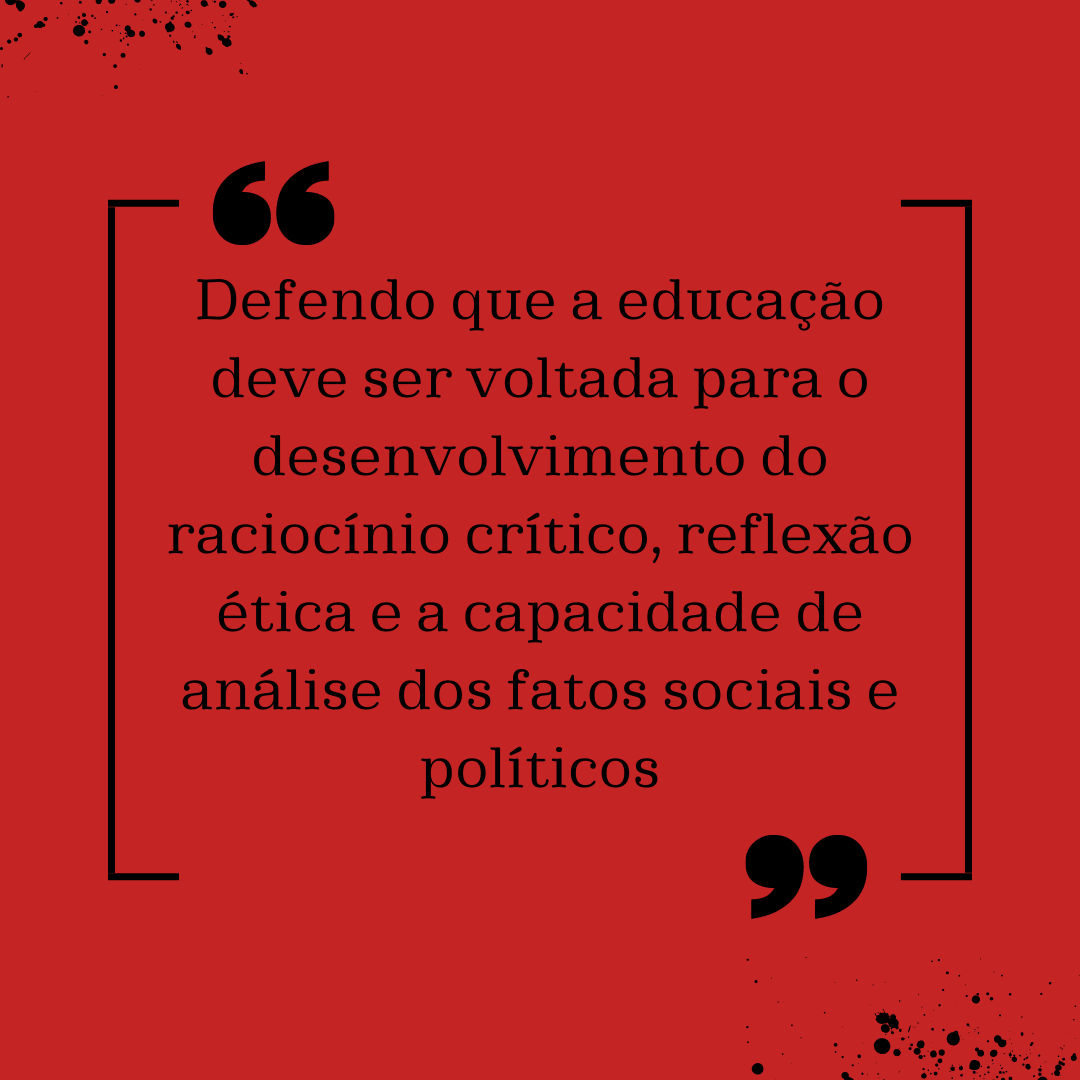 “
Defendo que a educação
deve ser voltada para o
desenvolvimento do
raciocínio crítico, reflexão
ética e a capacidade de
análise dos fatos sociais e
políticos
”